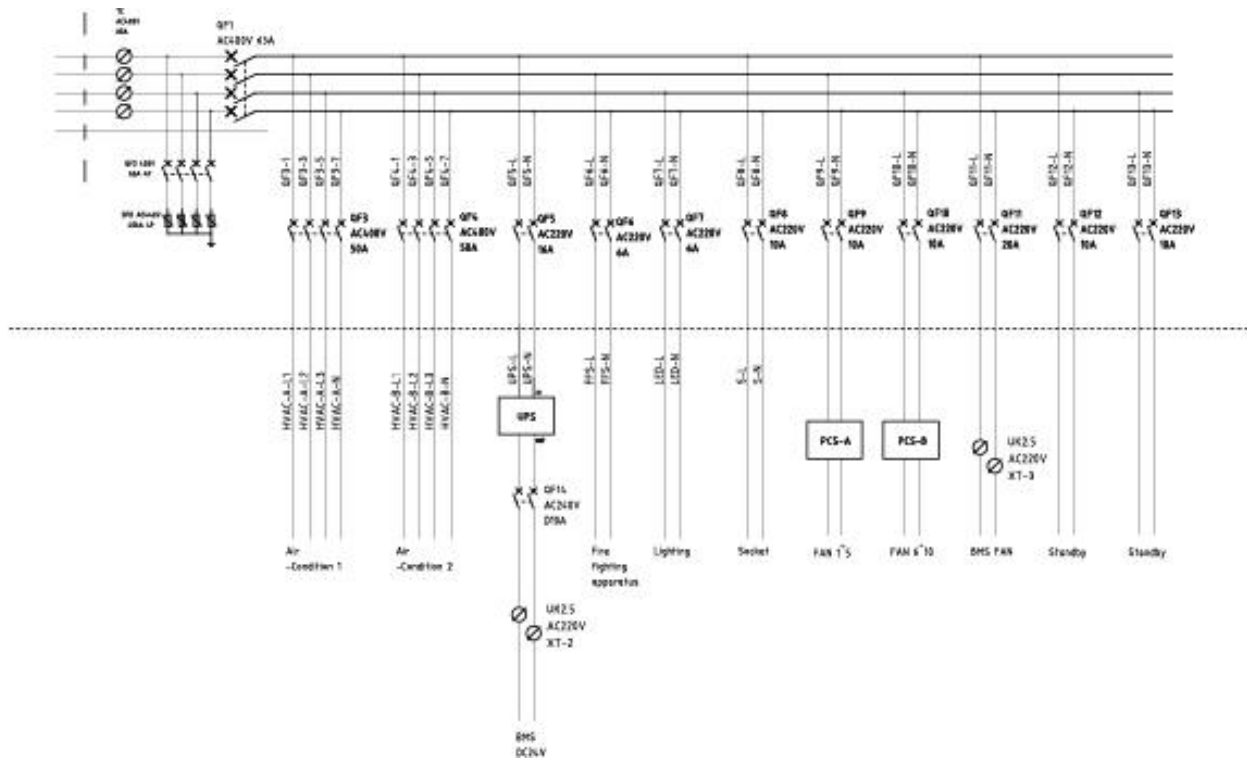 AC400V
QF1
AC400V 63A
QF3-1
QF3-3
QF3-5
QF3-7
QF4-1
QF4-3
QF4-5
QF4-7
QF5-L
QF5-N
QF6-L
QF6-N
QF7-L
QF7-N
QF8-L
QF8-N
QF9-L
QF9-N
QF10-L
QF10-N
QF11-L
QF11-N
QF12-L
QF12-N
QF13-L
QF13-N
QF3
AC400V
50A
QF4
AC400V
50A
QF5
AC220V
16A
QF6
AC220V
6A
QF7
AC220V
6A
QF8
AC220V
10A
QF9
AC220V
10A
QF10
AC220V
10A
QF11
AC220V
20A
QF12
AC220V
10A
QF13
AC220V
10A
HVAC-A-L1
HVAC-A-L2
HVAC-A-L3
HVAC-A-N
HVAC-B-L1
HVAC-B-L2
HVAC-B-L3
HVAC-B-N
UPS-L
UPS-N
FFS-L
FFS-N
LED-L
LED-N
S-L
S-N
UPS
PCS-A
PCS-B
UK2.5
AC220V
XT-3
QF14
AC240V
D10A
Air
-Condition 1
Air
-Condition 2
Fire
fighting
apparatus
Lighting
Socket
FAN 1~5
FAN 6~10
BMS FAN
Standby
Standby
UK2.5
AC220V
XT-2
BMS
DC24V